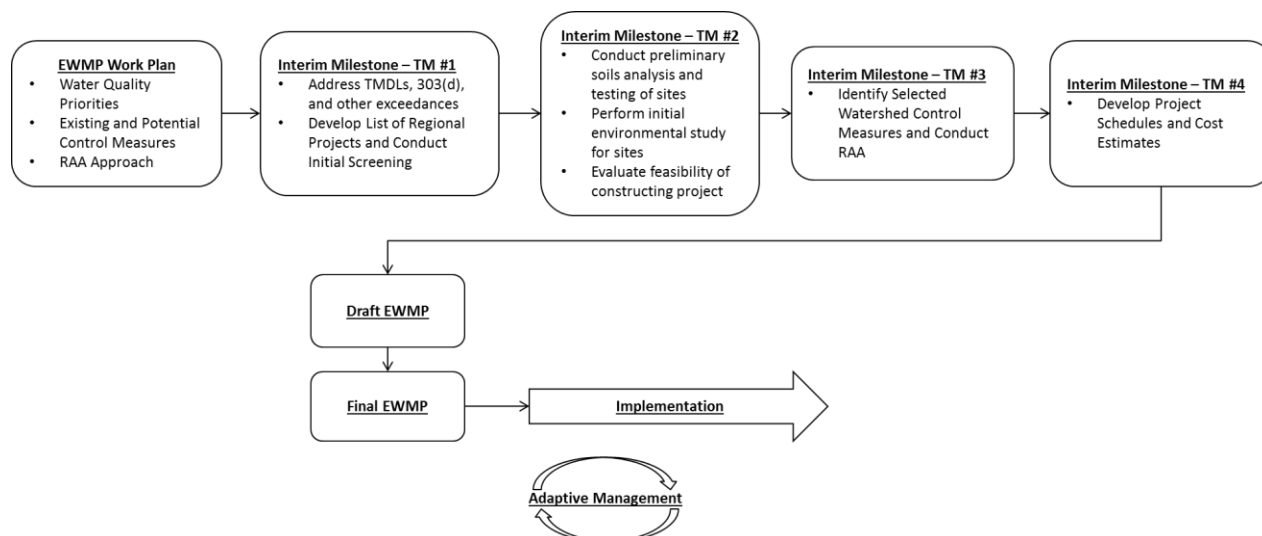 EWMP Work Plan
• Water Quality
Priorities
• Existing and Potential
Control Measures
• RAA Approach
Interim Milestone – TM #1
• Address TMDLs, 303(d),
and other exceedances
• Develop List of Regional
Projects and Conduct
Initial Screening
Interim Milestone – TM #2
• Conduct preliminary
soils analysis and
testing of sites
• Perform initial
environmental study
for sites
• Evaluate feasibility of
constructing project
Interim Milestone – TM #3
• Identify Selected
Watershed Control
Measures and Conduct
RAA
Interim Milestone – TM #4
• Develop Project
Schedules and Cost
Estimates
Draft EWMP
Final EWMP
Implementation
Adaptive Management